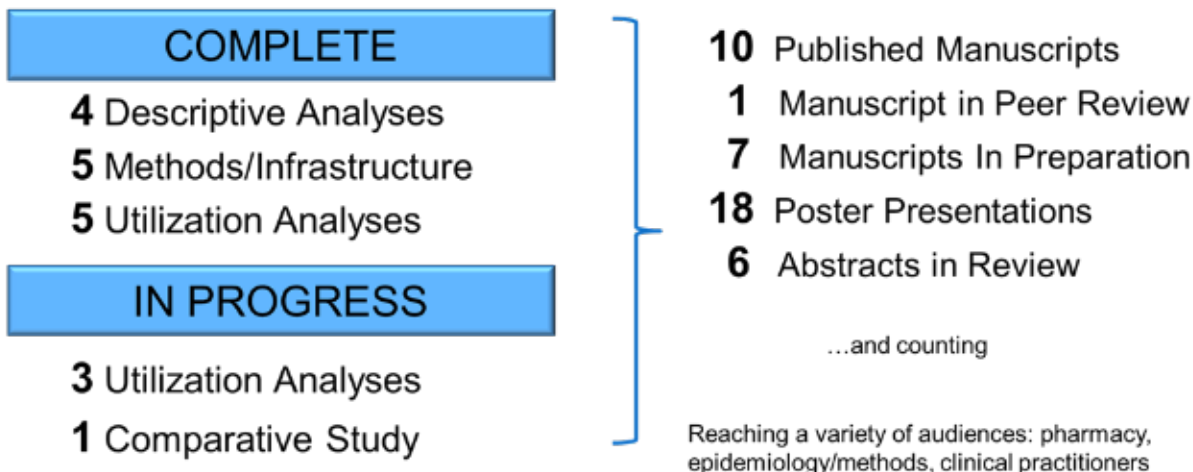 COMPLETE
4 Descriptive Analyses
5 Methods/Infrastructure
5 Utilization Analyses
IN PROGRESS
3 Utilization Analyses
1 Comparative Study
10 Published Manuscripts
1 Manuscript in Peer Review
7 Manuscripts In Preparation
18 Poster Presentations
6 Abstracts in Review
...and counting
Reaching a variety of audiences: pharmacy,
epidemiology/methods, clinical practitioners